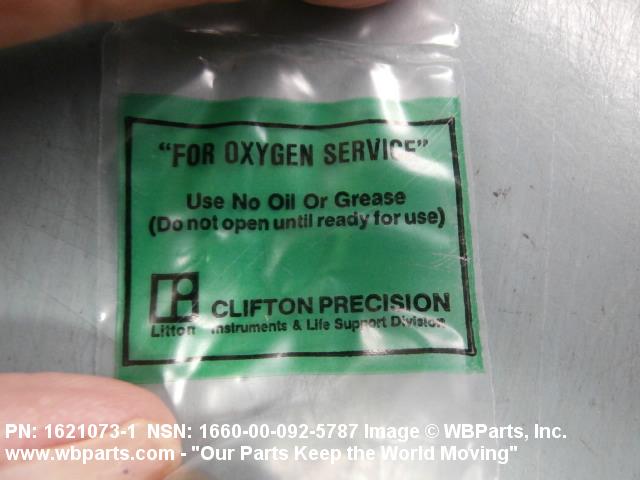 "FOR OXYGEN SERVICE"
Use No Oil Or Grease
(Do not open until ready for use)
CLIFTON PRECISION
Litton Instruments & Life Support Division
PN: 1621073-1 NSN: 1660-00-092-5787 Image © WBParts, Inc.
www.wbparts.com - "Our Parts Keep the World Moving"